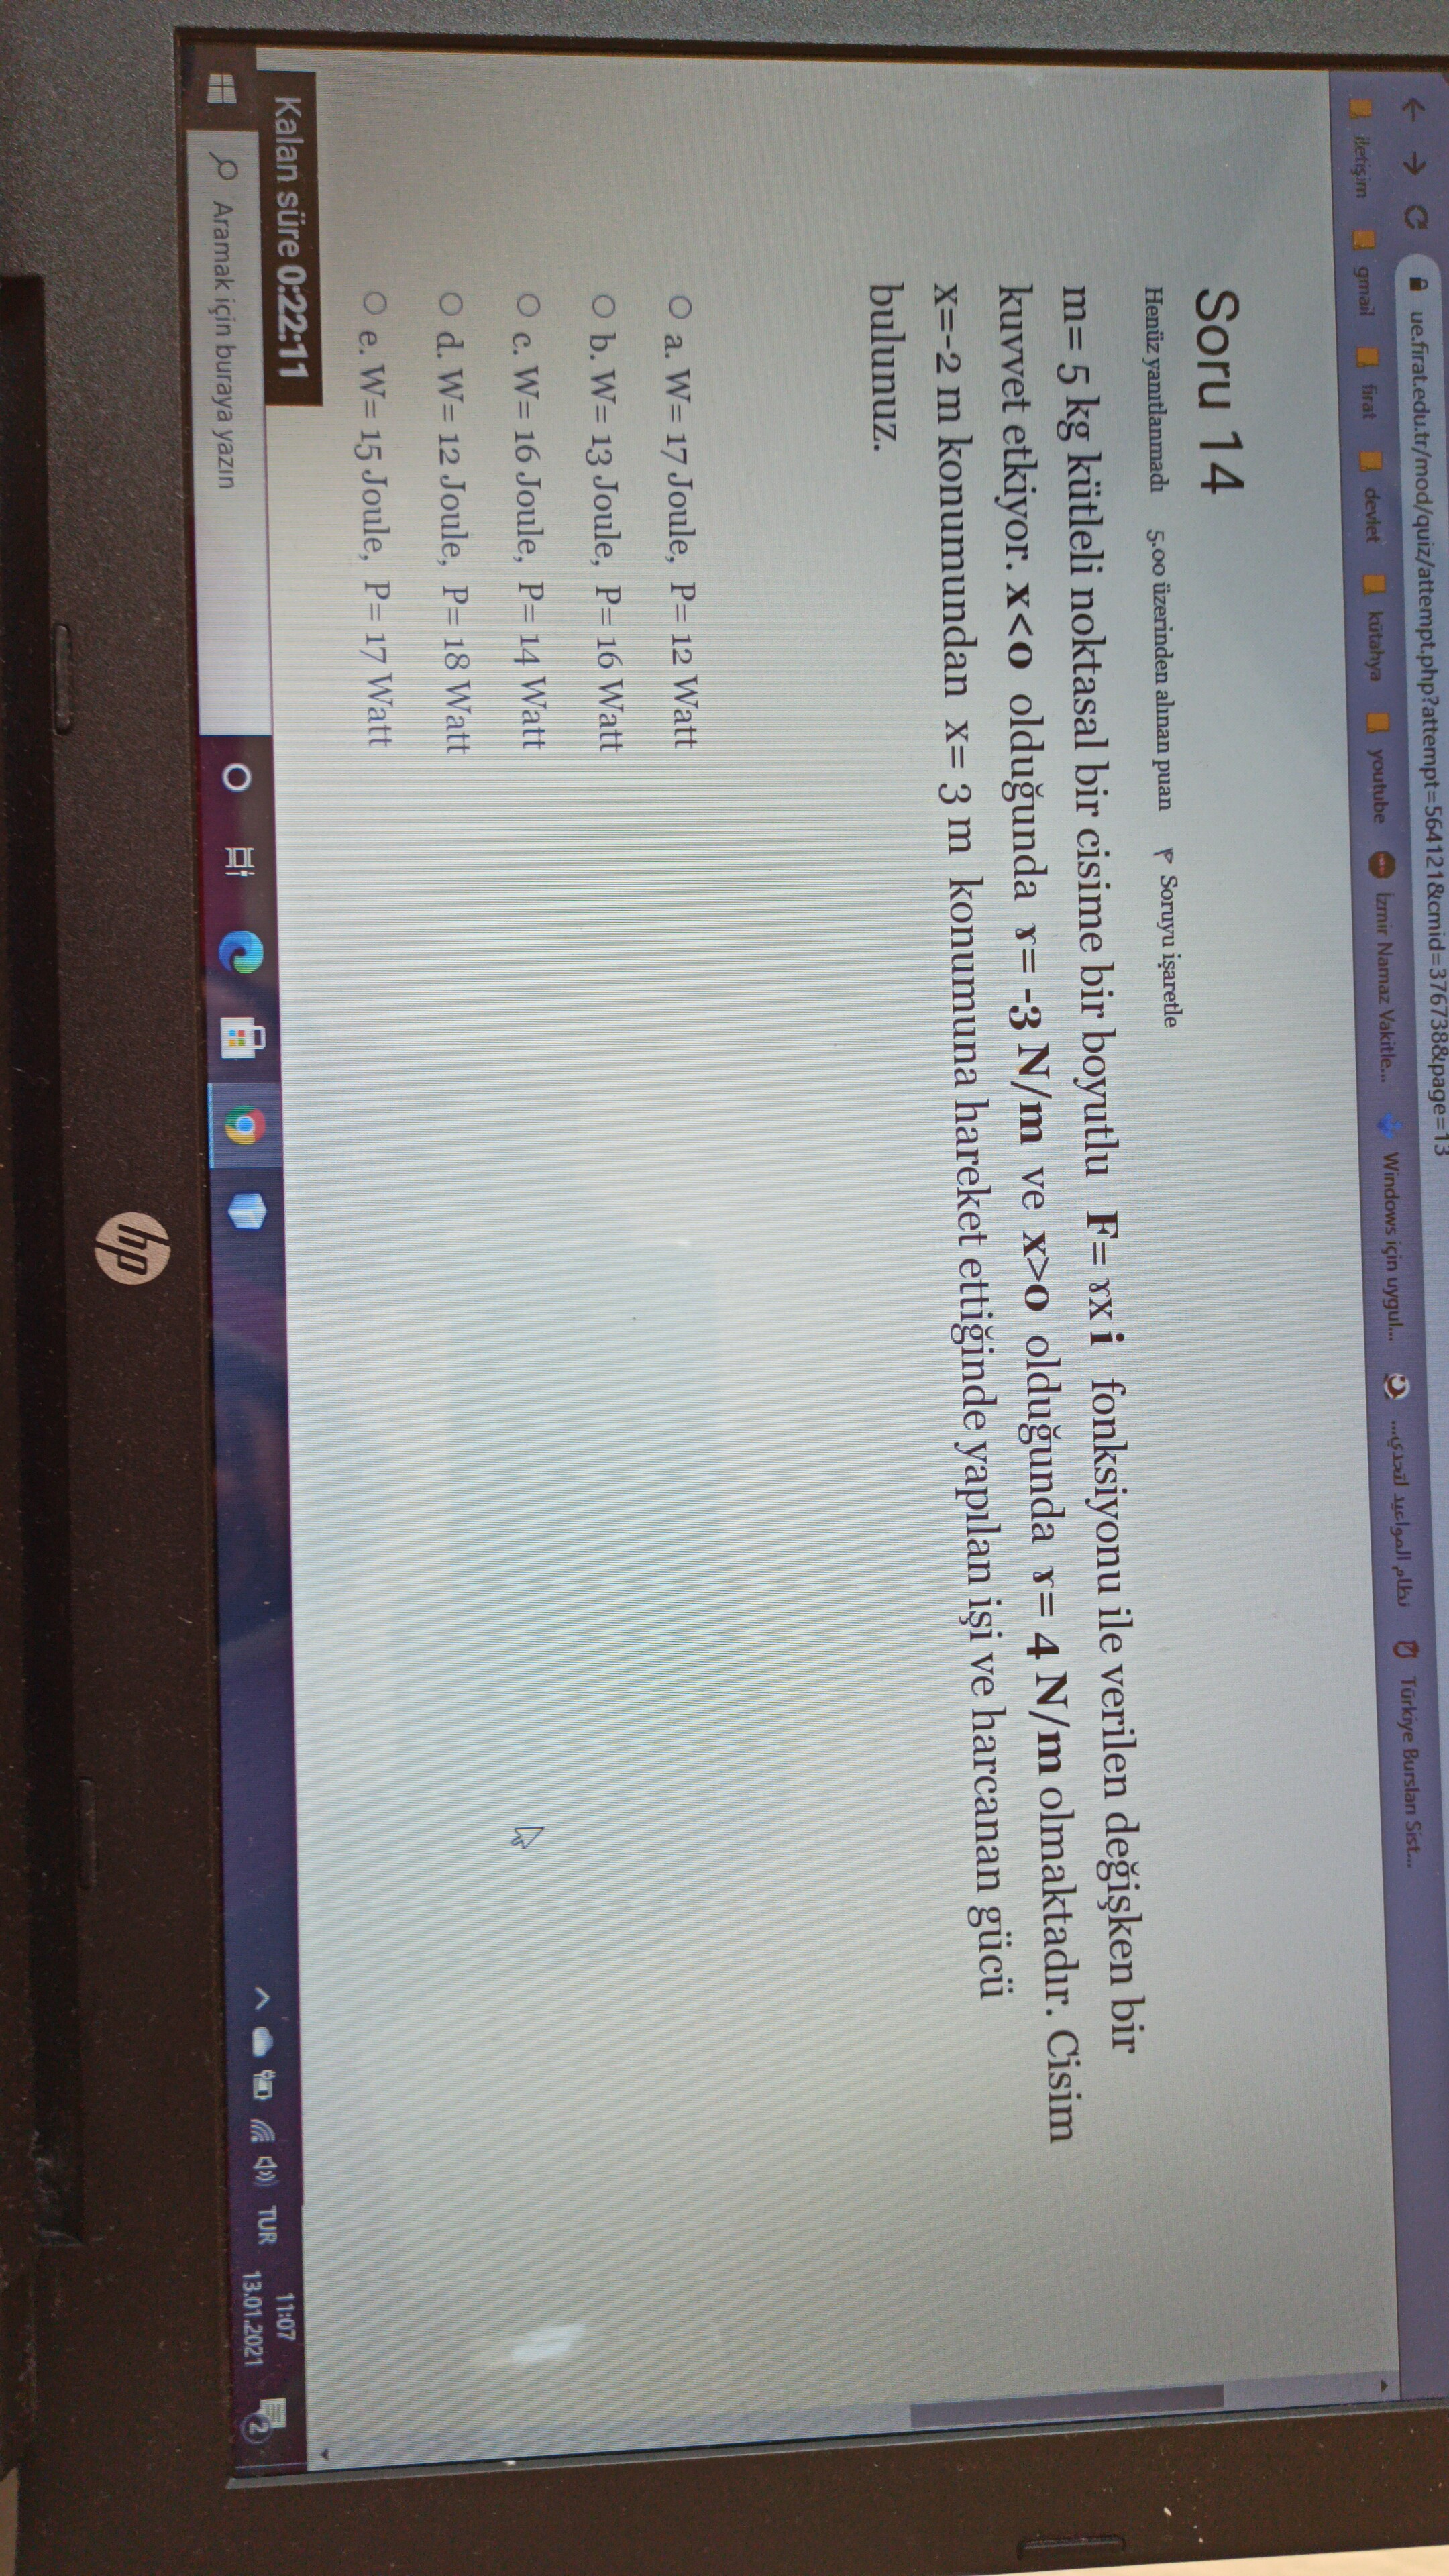 ue.firat.edu.tr/mod/quiz/attempt.php?attempt=564121&cmid=376738&page=13
iletişim gmail fırat devlet kütahya youtube İzmir Namaz Vakitle... Windows için uygul... نظام المواعيد لتحدي... Türkiye Bursları Sist...
Soru 14
Henüz yanıtlanmadı 5.00 üzerinden alınan puan Soruyu işaretle
m= 5 kg kütleli noktasal bir cisime bir boyutlu F= ɤx i fonksiyonu ile verilen değişken bir
kuvvet etkiyor. x<0 olduğunda ɤ= -3 N/m ve x>0 olduğunda ɤ= 4 N/m olmaktadır. Cisim
x=-2 m konumundan x= 3 m konumuna hareket ettiğinde yapılan işi ve harcanan gücü
bulunuz.
a. W= 17 Joule, P= 12 Watt
b. W= 13 Joule, P= 16 Watt
c. W= 16 Joule, P= 14 Watt
d. W= 12 Joule, P= 18 Watt
e. W= 15 Joule, P= 17 Watt
Kalan süre 0:22:11
Aramak için buraya yazın
TUR
11:07
13.01.2021
2
hp